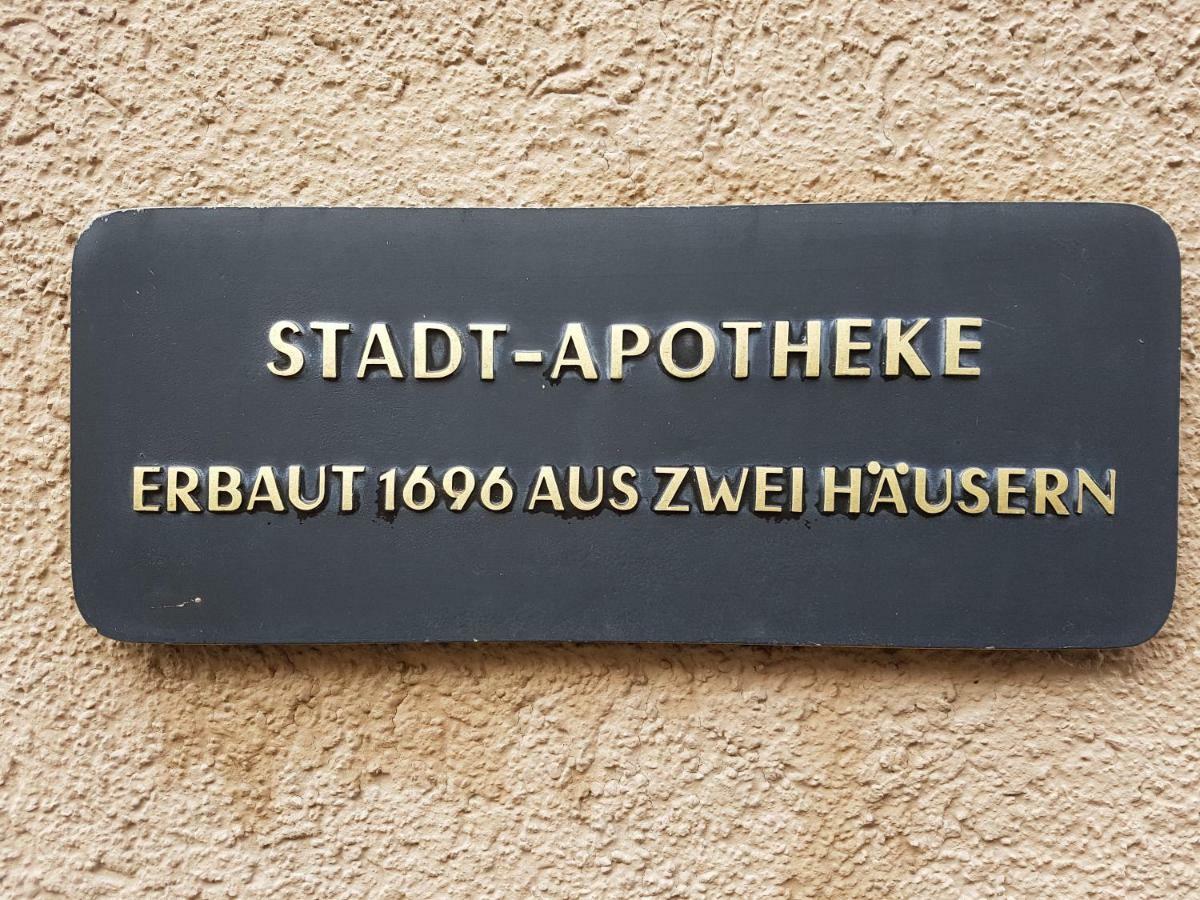 STADT-APOTHEKE
ERBAUT 1696 AUS ZWEI HÄUSERN